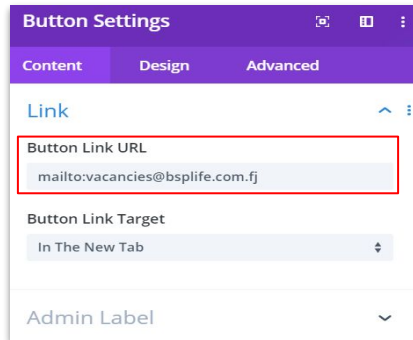 Button Settings
Content Design Advanced
Link
Button Link URL
mailto:vacancies@bsplife.com.fj
Button Link Target
In The New Tab
Admin Label